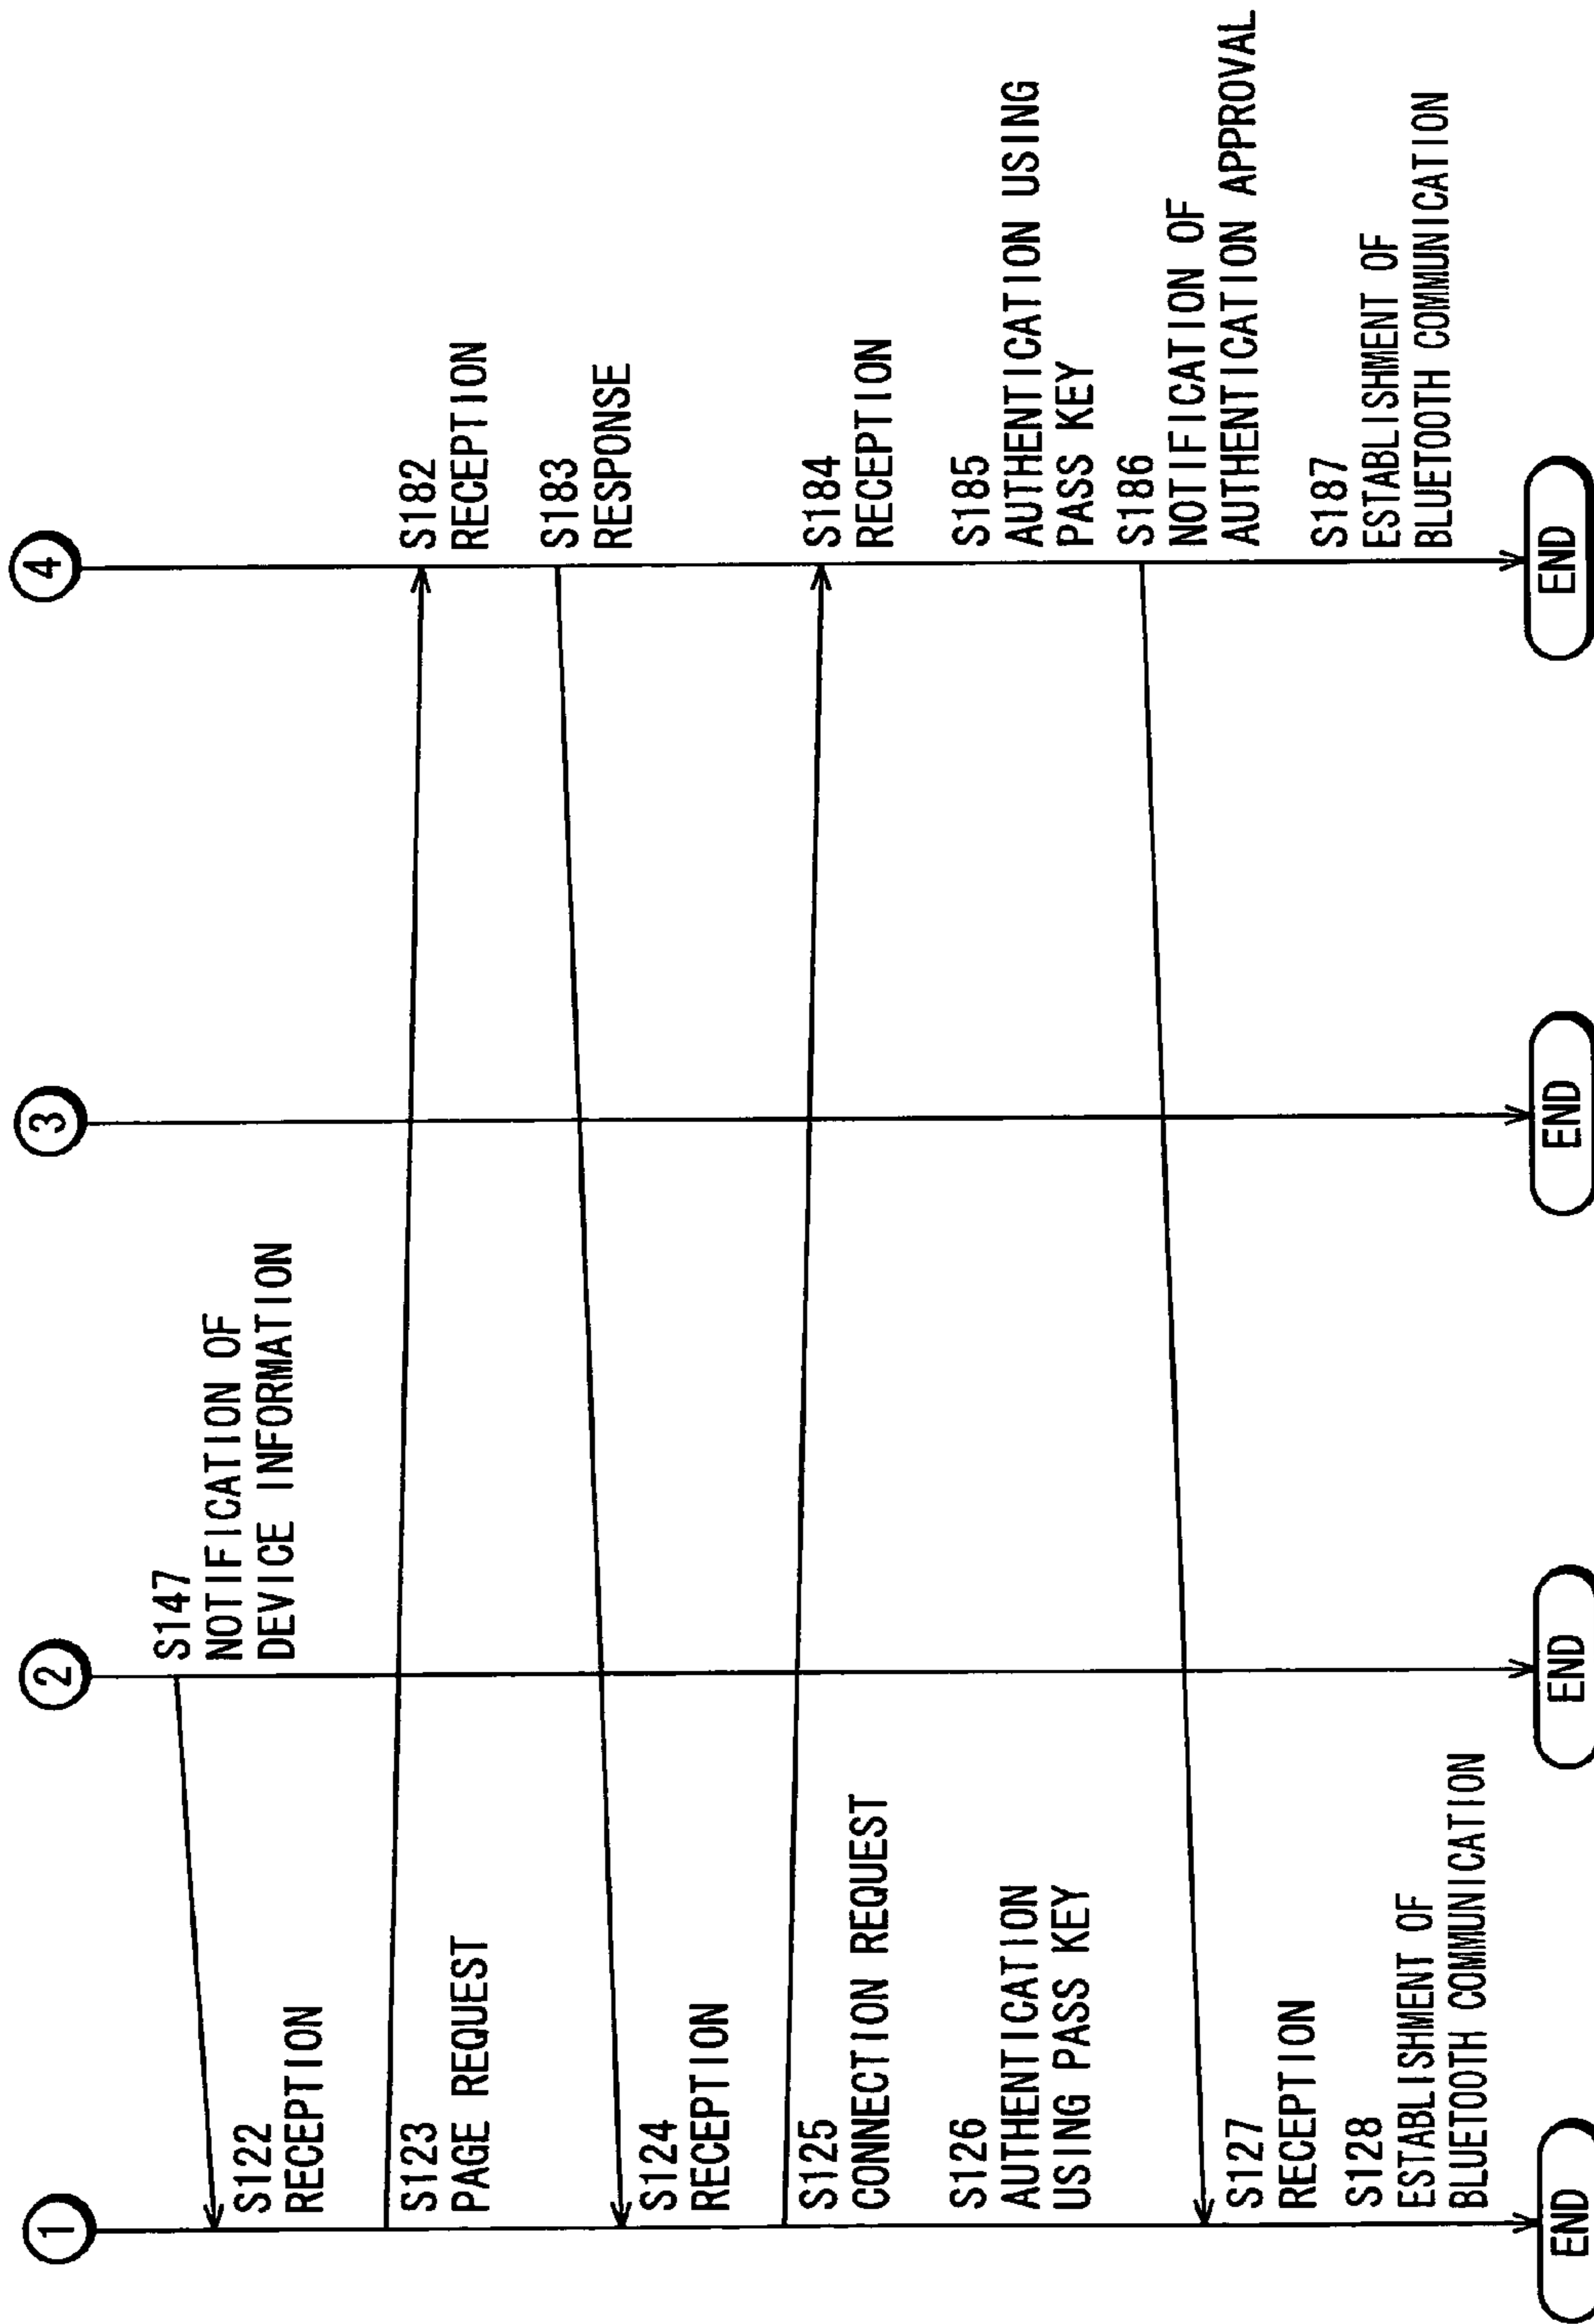 1
2
3
4
S147
NOTIFICATION OF
DEVICE INFORMATION
S122
RECEPTION
S123
PAGE REQUEST
S182
RECEPTION
S183
RESPONSE
S124
RECEPTION
S125
CONNECTION REQUEST
S184
RECEPTION
S126
AUTHENTICATION
USING PASS KEY
S185
AUTHENTICATION USING
PASS KEY
S186
NOTIFICATION OF
AUTHENTICATION APPROVAL
S127
RECEPTION
S128
ESTABLISHMENT OF
BLUETOOTH COMMUNICATION
S187
ESTABLISHMENT OF
BLUETOOTH COMMUNICATION
END
END
END
END